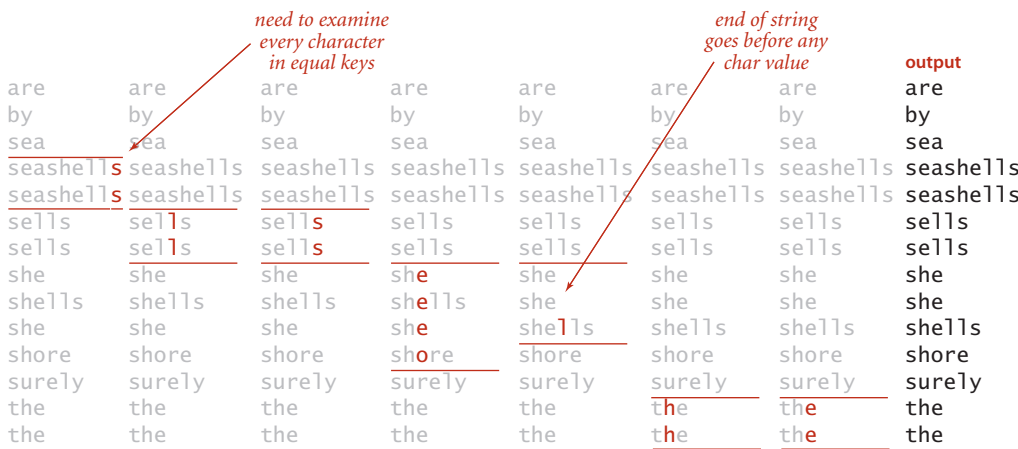 need to examine
every character
in equal keys
end of string
goes before any
char value
output
are are are are are are are are
by by by by by by by by
sea sea sea sea sea sea sea sea
seashells seashells seashells seashells seashells seashells seashells seashells
seashells seashells seashells seashells seashells seashells seashells seashells
sells sells sells sells sells sells sells sells
sells sells sells sells sells sells sells sells
she she she she she she she she
shells shells shells shells she she she she
she she she she shells shells shells shells
shore shore shore shore shore shore shore shore
surely surely surely surely surely surely surely surely
the the the the the the the the
the the the the the the the the